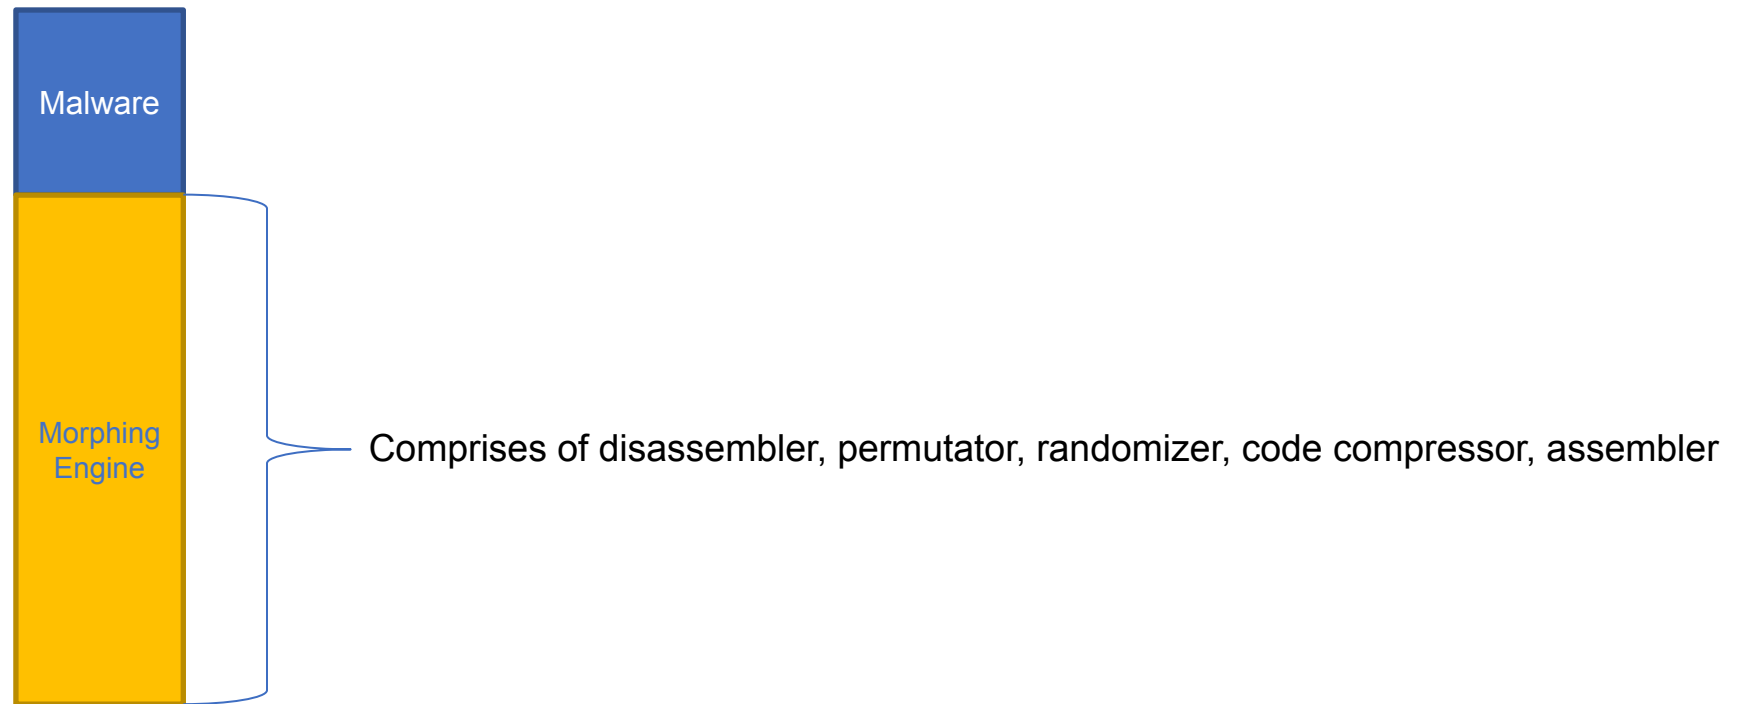 Malware
Morphing
Engine
Comprises of disassembler, permutator, randomizer, code compressor, assembler